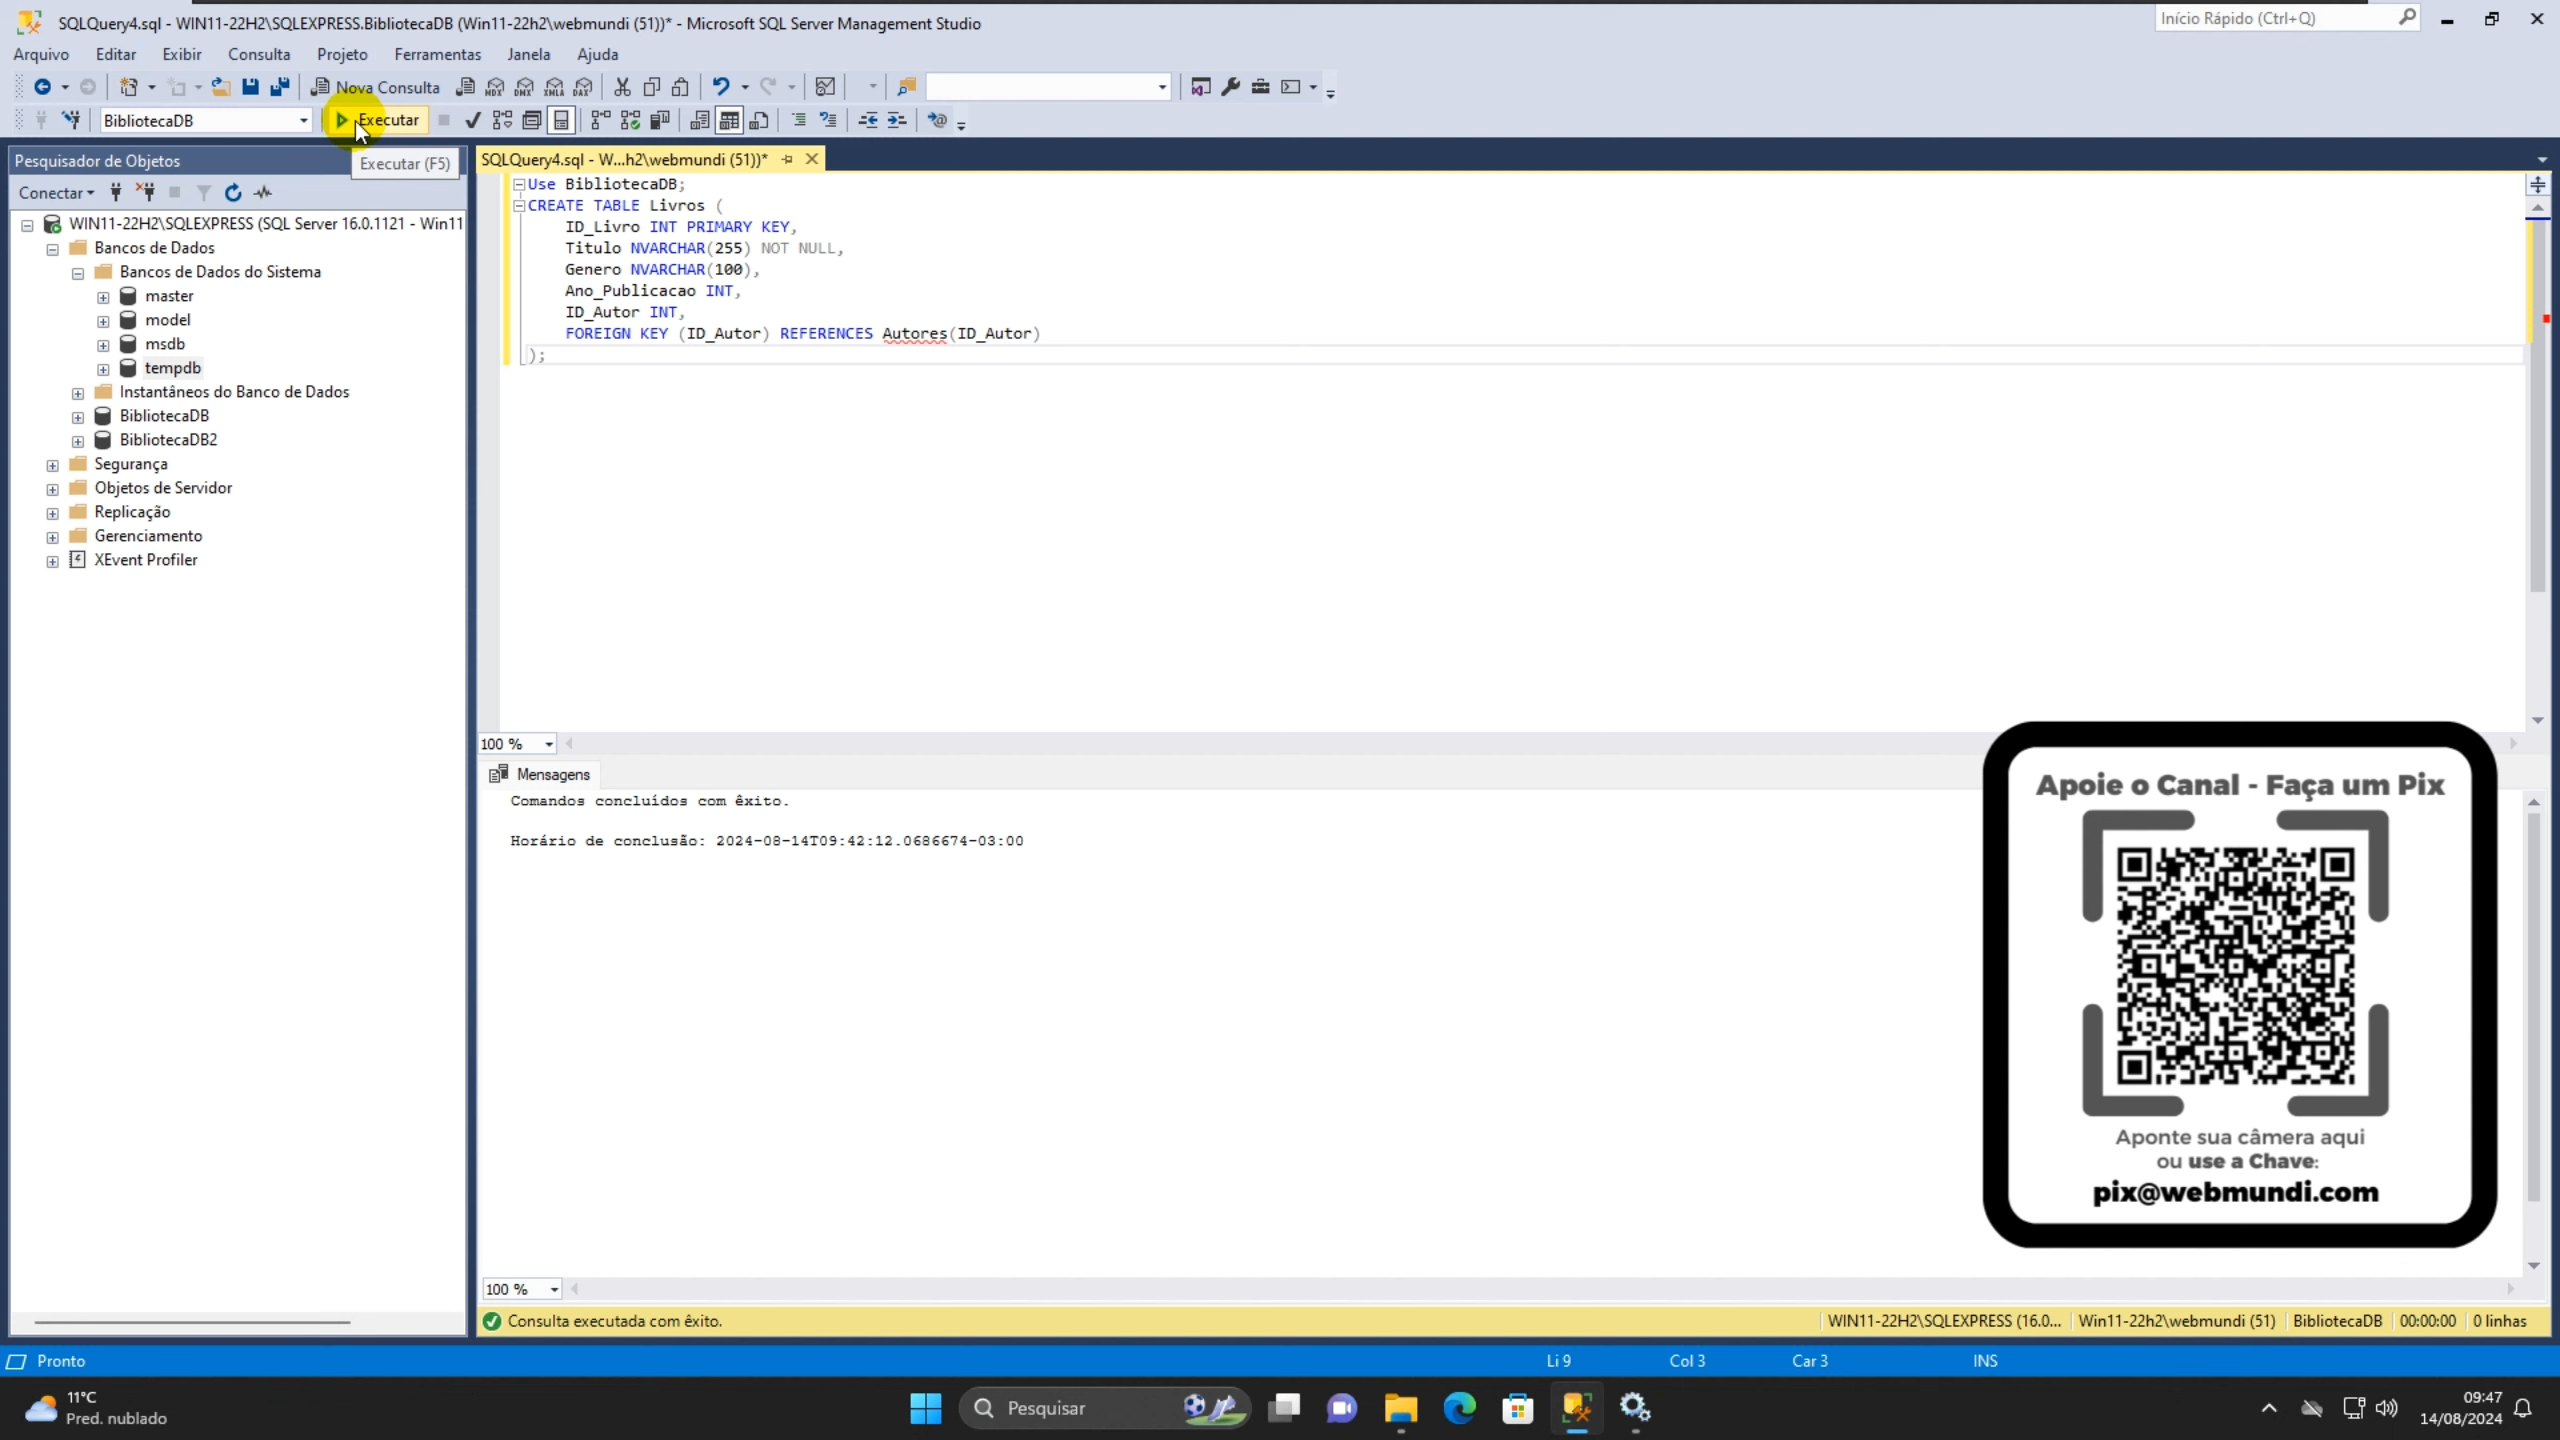 SQLQuery4.sql - WIN11-22H2\SQLEXPRESS.BibliotecaDB (Win11-22h2\webmundi (51))* - Microsoft SQL Server Management Studio
Início Rápido (Ctrl+Q)
Arquivo Editar Exibir Consulta Projeto Ferramentas Janela Ajuda
Nova Consulta MDX DMX XMLA DAX
BibliotecaDB Executar
Executar (F5)
Pesquisador de Objetos
Conectar
WIN11-22H2\SQLEXPRESS (SQL Server 16.0.1121 - Win11
Bancos de Dados
Bancos de Dados do Sistema
master
model
msdb
tempdb
Instantâneos do Banco de Dados
BibliotecaDB
BibliotecaDB2
Segurança
Objetos de Servidor
Replicação
Gerenciamento
XEvent Profiler
SQLQuery4.sql - W...h2\webmundi (51))*
Use BibliotecaDB;
CREATE TABLE Livros (
ID_Livro INT PRIMARY KEY,
Titulo NVARCHAR(255) NOT NULL,
Genero NVARCHAR(100),
Ano_Publicacao INT,
ID_Autor INT,
FOREIGN KEY (ID_Autor) REFERENCES Autores(ID_Autor)
);
100 %
Mensagens
Comandos concluídos com êxito.
Horário de conclusão: 2024-08-14T09:42:12.0686674-03:00
Apoie o Canal - Faça um Pix
Aponte sua câmera aqui
ou use a Chave:
pix@webmundi.com
100 %
Consulta executada com êxito.
WIN11-22H2\SQLEXPRESS (16.0... Win11-22h2\webmundi (51) BibliotecaDB 00:00:00 0 linhas
Pronto
Li 9 Col 3 Car 3 INS
11°C
Pred. nublado
Pesquisar
09:47
14/08/2024